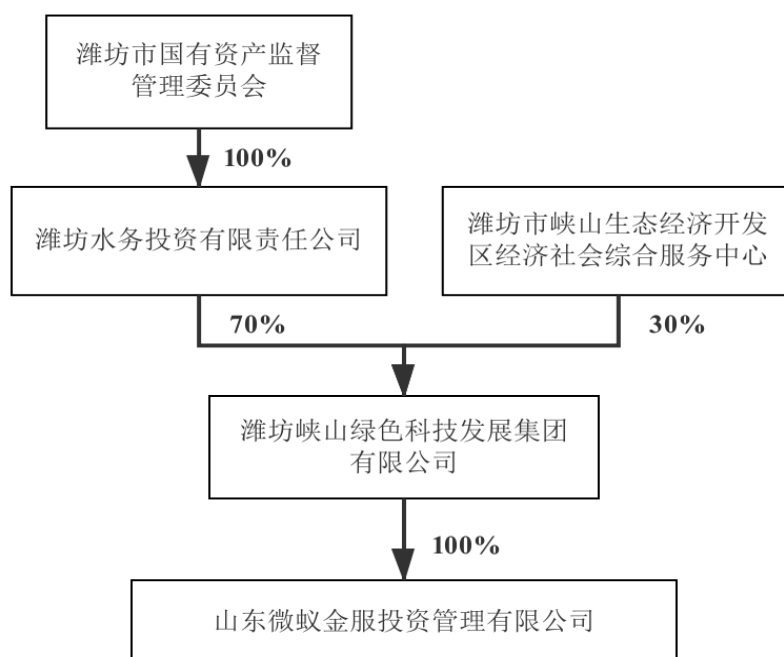 潍坊市国有资产监督
管理委员会
100%
潍坊水务投资有限责任公司
潍坊市峡山生态经济开发
区经济社会综合服务中心
70%
30%
潍坊峡山绿色科技发展集团
有限公司
100%
山东微蚁金服投资管理有限公司